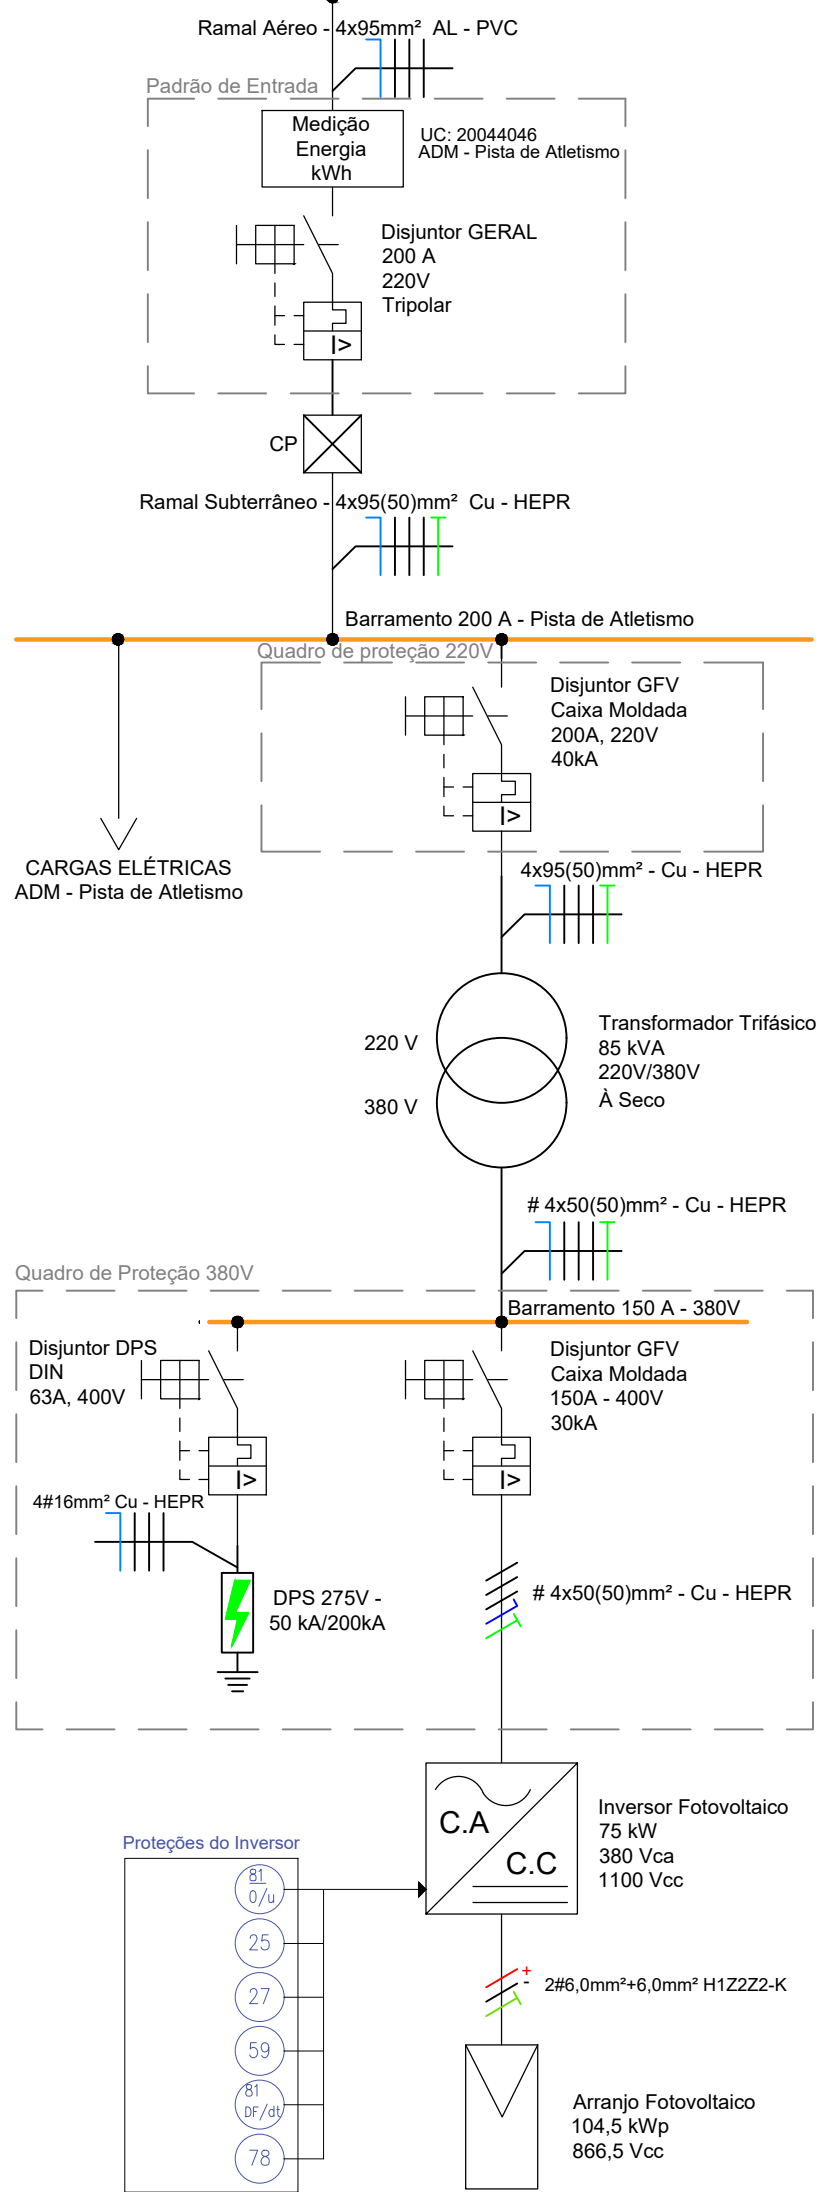 Ramal Aéreo - 4x95mm² AL - PVC
Padrão de Entrada
Medição
Energia
kWh
UC: 20044046
ADM - Pista de Atletismo
Disjuntor GERAL
200 A
220V
Tripolar
I>
CP
Ramal Subterrâneo - 4x95(50)mm² Cu - HEPR
Barramento 200 A - Pista de Atletismo
Quadro de proteção 220V
Disjuntor GFV
Caixa Moldada
200A, 220V
40kA
I>
CARGAS ELÉTRICAS
ADM - Pista de Atletismo
4x95(50)mm² - Cu - HEPR
220 V
380 V
Transformador Trifásico
85 kVA
220V/380V
À Seco
# 4x50(50)mm² - Cu - HEPR
Quadro de Proteção 380V
Barramento 150 A - 380V
Disjuntor DPS
DIN
63A, 400V
I>
Disjuntor GFV
Caixa Moldada
150A - 400V
30kA
I>
4#16mm² Cu - HEPR
DPS 275V -
50 kA/200kA
# 4x50(50)mm² - Cu - HEPR
C.A
C.C
Inversor Fotovoltaico
75 kW
380 Vca
1100 Vcc
Proteções do Inversor
81
0/u
25
27
59
81
DF/dt
78
+
-
2#6,0mm²+6,0mm² H1Z2Z2-K
Arranjo Fotovoltaico
104,5 kWp
866,5 Vcc